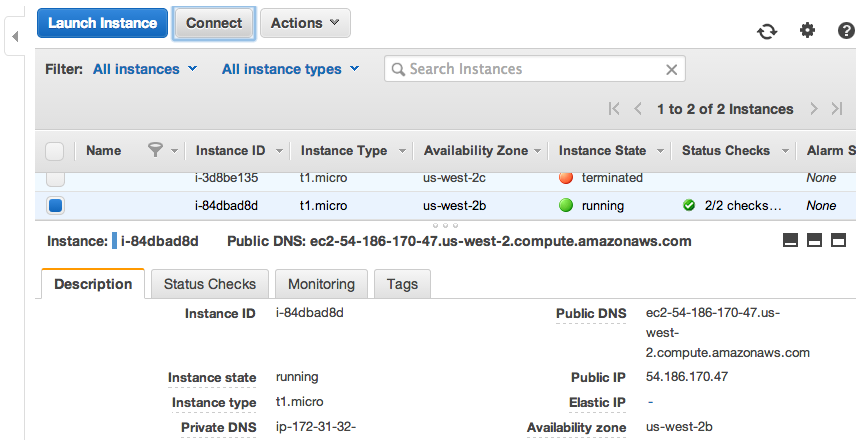 Launch Instance Connect Actions
Filter: All instances All instance types Search Instances
1 to 2 of 2 Instances
Name Instance ID Instance Type Availability Zone Instance State Status Checks Alarm S
i-3d8be135 t1.micro us-west-2c terminated None
i-84dbad8d t1.micro us-west-2b running 2/2 checks... None
Instance: i-84dbad8d Public DNS: ec2-54-186-170-47.us-west-2.compute.amazonaws.com
Description Status Checks Monitoring Tags
Instance ID i-84dbad8d Public DNS ec2-54-186-170-47.us-
west-
2.compute.amazonaws.com
Instance state running Public IP 54.186.170.47
Instance type t1.micro Elastic IP -
Private DNS ip-172-31-32- Availability zone us-west-2b